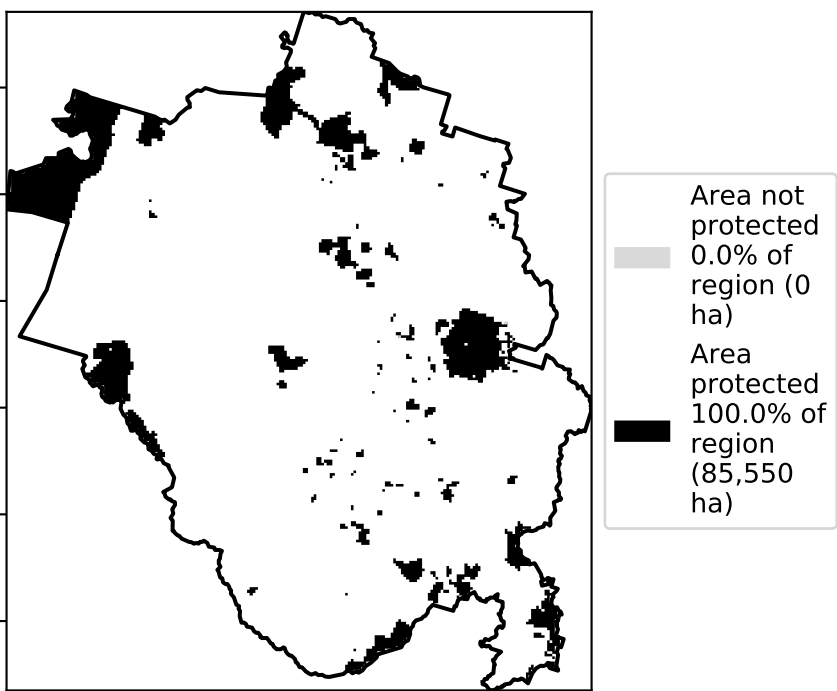 Area not
protected
0.0% of
region (0
ha)
Area
protected
100.0% of
region
(85,550
ha)